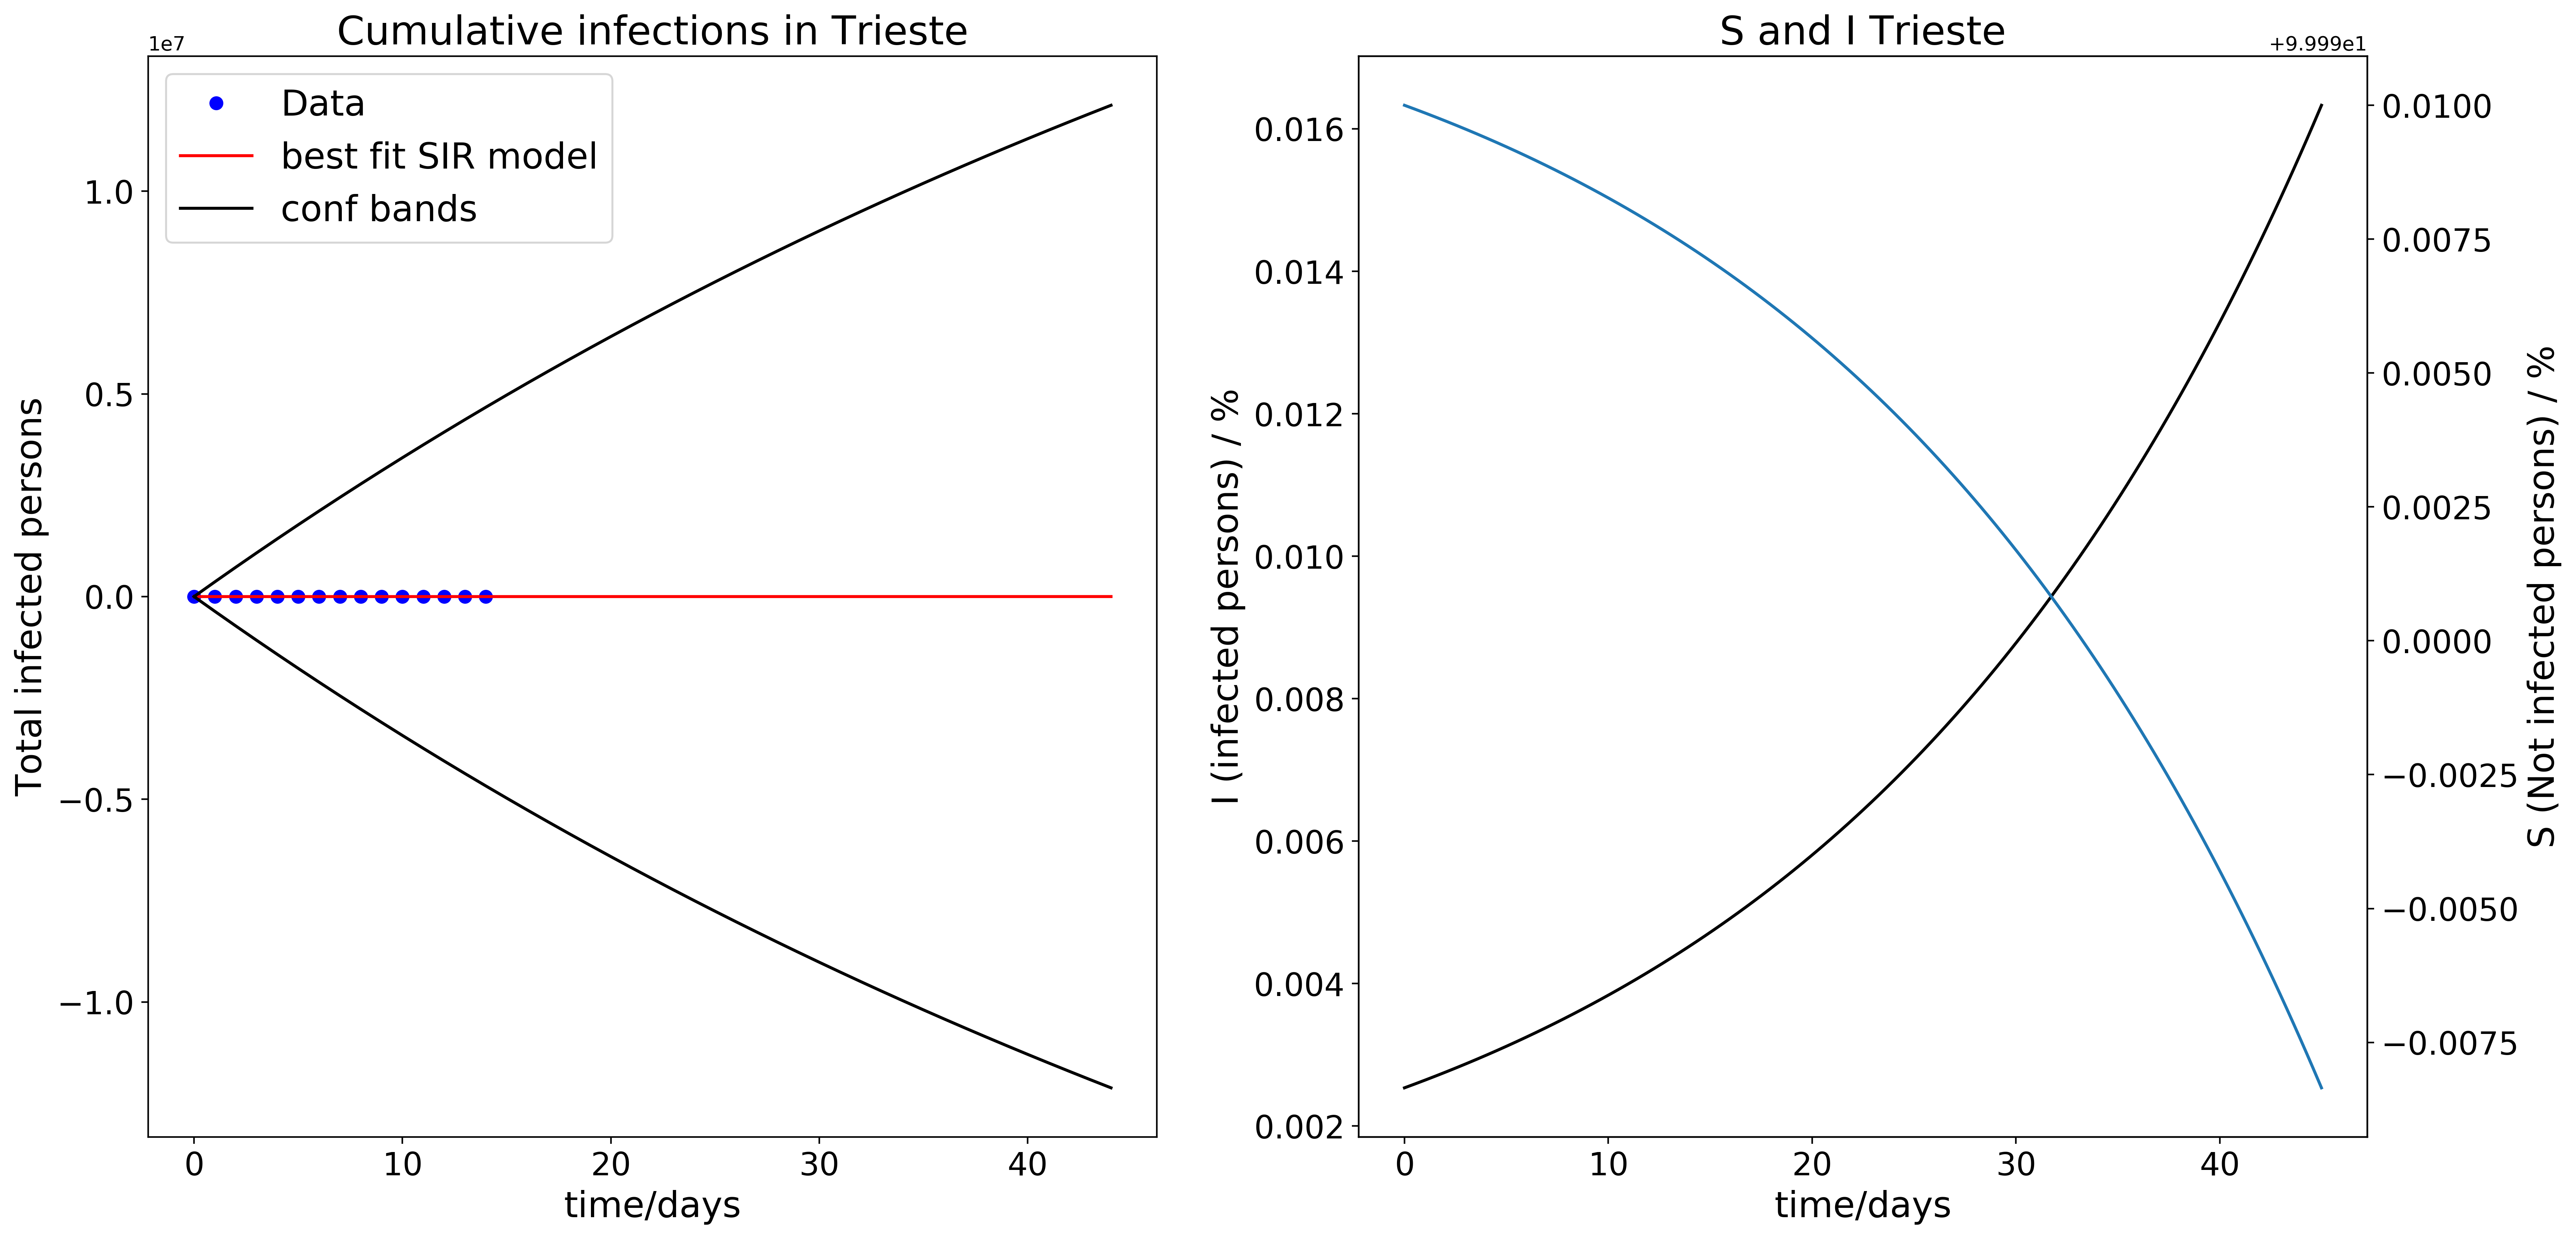 Cumulative infections in Trieste
1e7
Data
best fit SIR model
conf bands
1.0
0.5
0.0
−0.5
−1.0
Total infected persons
0 10 20 30 40
time/days
S and I Trieste
+9.999e1
0.016
0.014
0.012
0.010
0.008
0.006
0.004
0.002
I (infected persons) / %
0.0100
0.0075
0.0050
0.0025
0.0000
−0.0025
−0.0050
−0.0075
S (Not infected persons) / %
0 10 20 30 40
time/days